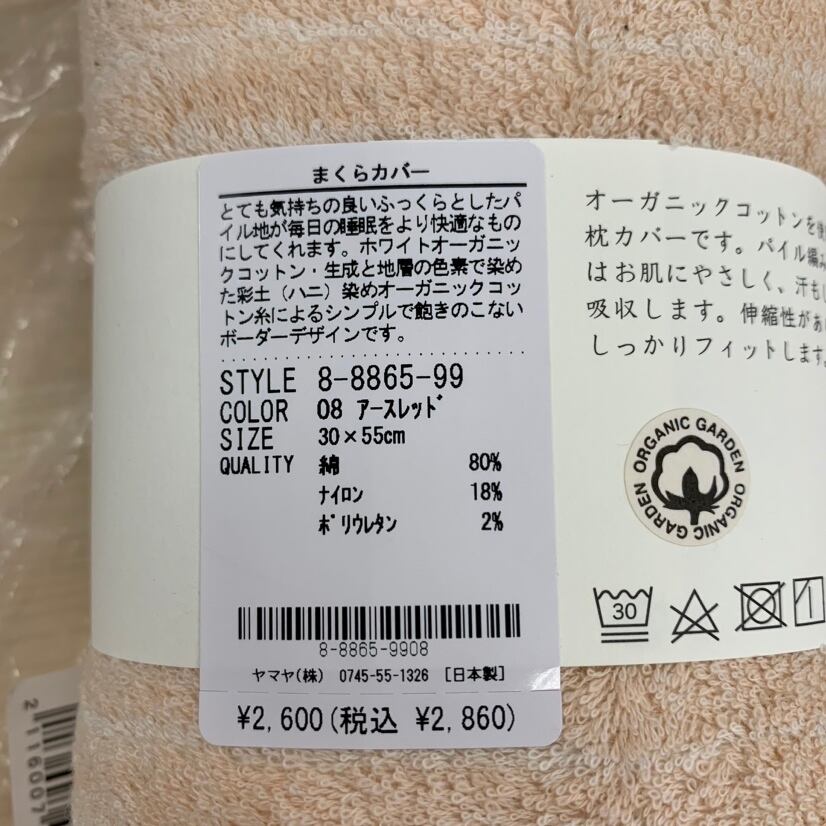 まくらカバー
とても気持ちの良いふっくらとしたパ
イル地が毎日の睡眠をより快適なもの
にしてくれます。ホワイトオーガニッ
クコットン・生成と地層の色素で染め
た彩土（ハニ）染めオーガニックコッ
トン糸によるシンプルで飽きのこない
ボーダーデザインです。
STYLE 8-8865-99
COLOR 08 アースレッド
SIZE 30×55cm
QUALITY 綿 80%
ナイロン 18%
ポリウレタン 2%
8-8865-9908
ヤマヤ(株) 0745-55-1326 [日本製]
¥2,600(税込 ¥2,860)
オーガニックコットンを
枕カバーです。パイル編み
はお肌にやさしく、汗も
吸収します。伸縮性があ
しっかりフィットします。
ORGANIC GARDEN ORGANIC GARDEN
30
2116007